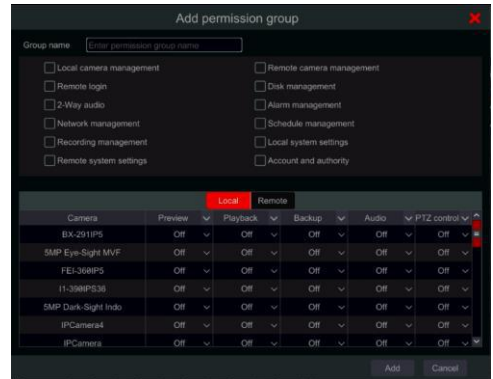 Add permission group
Group name Enter permission group name
Local camera management Remote camera management
Remote login Disk management
2-Way audio Alarm management
Network management Schedule management
Recording management Local system settings
Remote system settings Account and authority
Local Remote
Camera Preview Playback Backup Audio PTZ control
BX-291IP5 Off Off Off Off Off
5MP Eye-Sight MVF Off Off Off Off Off
FEI-360IP5 Off Off Off Off Off
I1-390IPS36 Off Off Off Off Off
5MP Dark-Sight Indo Off Off Off Off Off
IPCamera4 Off Off Off Off Off
IPCamera Off Off Off Off Off
Add Cancel